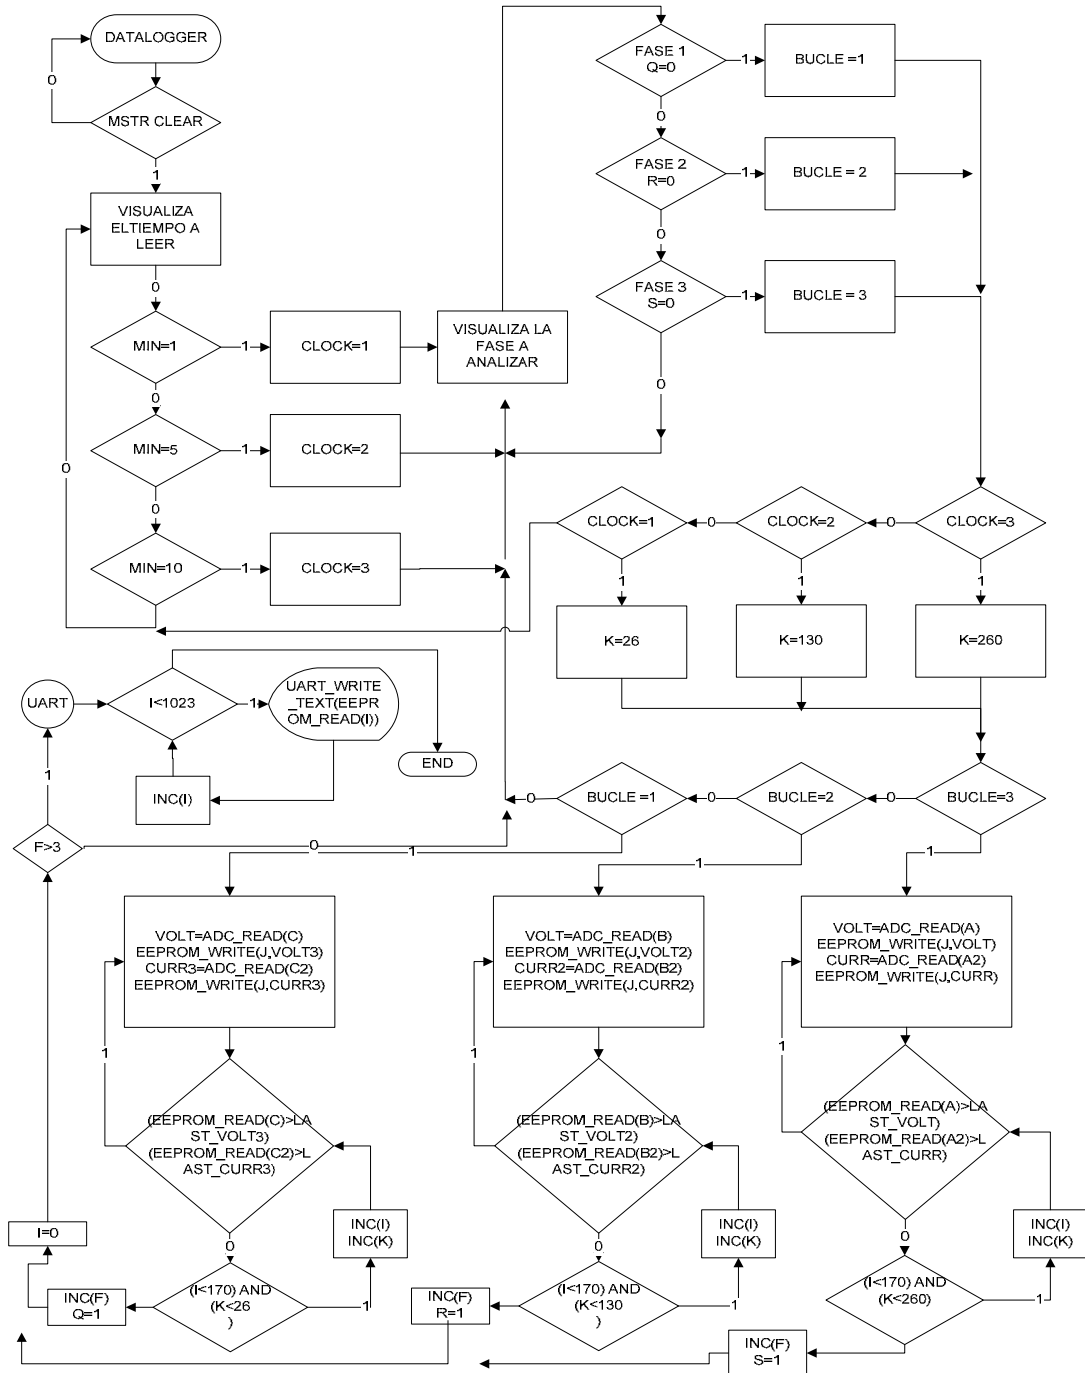 DATALOGGER
0
MSTR CLEAR
1
VISUALIZA
ELTIEMPO A
LEER
0
MIN=1
1
CLOCK=1
VISUALIZA LA
FASE A
ANALIZAR
0
MIN=5
1
CLOCK=2
0
0
MIN=10
1
CLOCK=3
FASE 1
Q=0
1
BUCLE =1
0
FASE 2
R=0
1
BUCLE = 2
0
FASE 3
S=0
1
BUCLE = 3
0
CLOCK=1
0
CLOCK=2
0
CLOCK=3
1
1
1
K=26
K=130
K=260
UART
I<1023
1
UART_WRITE
_TEXT(EEPR
OM_READ(I))
END
INC(I)
1
F>3
0
0
BUCLE =1
0
BUCLE=2
0
BUCLE=3
1
1
1
VOLT=ADC_READ(C)
EEPROM_WRITE(J,VOLT3)
CURR3=ADC_READ(C2)
EEPROM_WRITE(J,CURR3)
VOLT=ADC_READ(B)
EEPROM_WRITE(J,VOLT2)
CURR2=ADC_READ(B2)
EEPROM_WRITE(J,CURR2)
VOLT=ADC_READ(A)
EEPROM_WRITE(J,VOLT)
CURR=ADC_READ(A2)
EEPROM_WRITE(J,CURR)
1
1
1
(EEPROM_READ(C)>LA
ST_VOLT3)
(EEPROM_READ(C2)>L
AST_CURR3)
(EEPROM_READ(B)>LA
ST_VOLT2)
(EEPROM_READ(B2)>L
AST_CURR2)
(EEPROM_READ(A)>LA
ST_VOLT)
(EEPROM_READ(A2)>L
AST_CURR)
I=0
0
INC(I)
INC(K)
0
INC(I)
INC(K)
0
INC(I)
INC(K)
INC(F)
Q=1
(I<170) AND
(K<26
)
1
INC(F)
R=1
(I<170) AND
(K<130
)
1
(I<170) AND
(K<260)
1
INC(F)
S=1